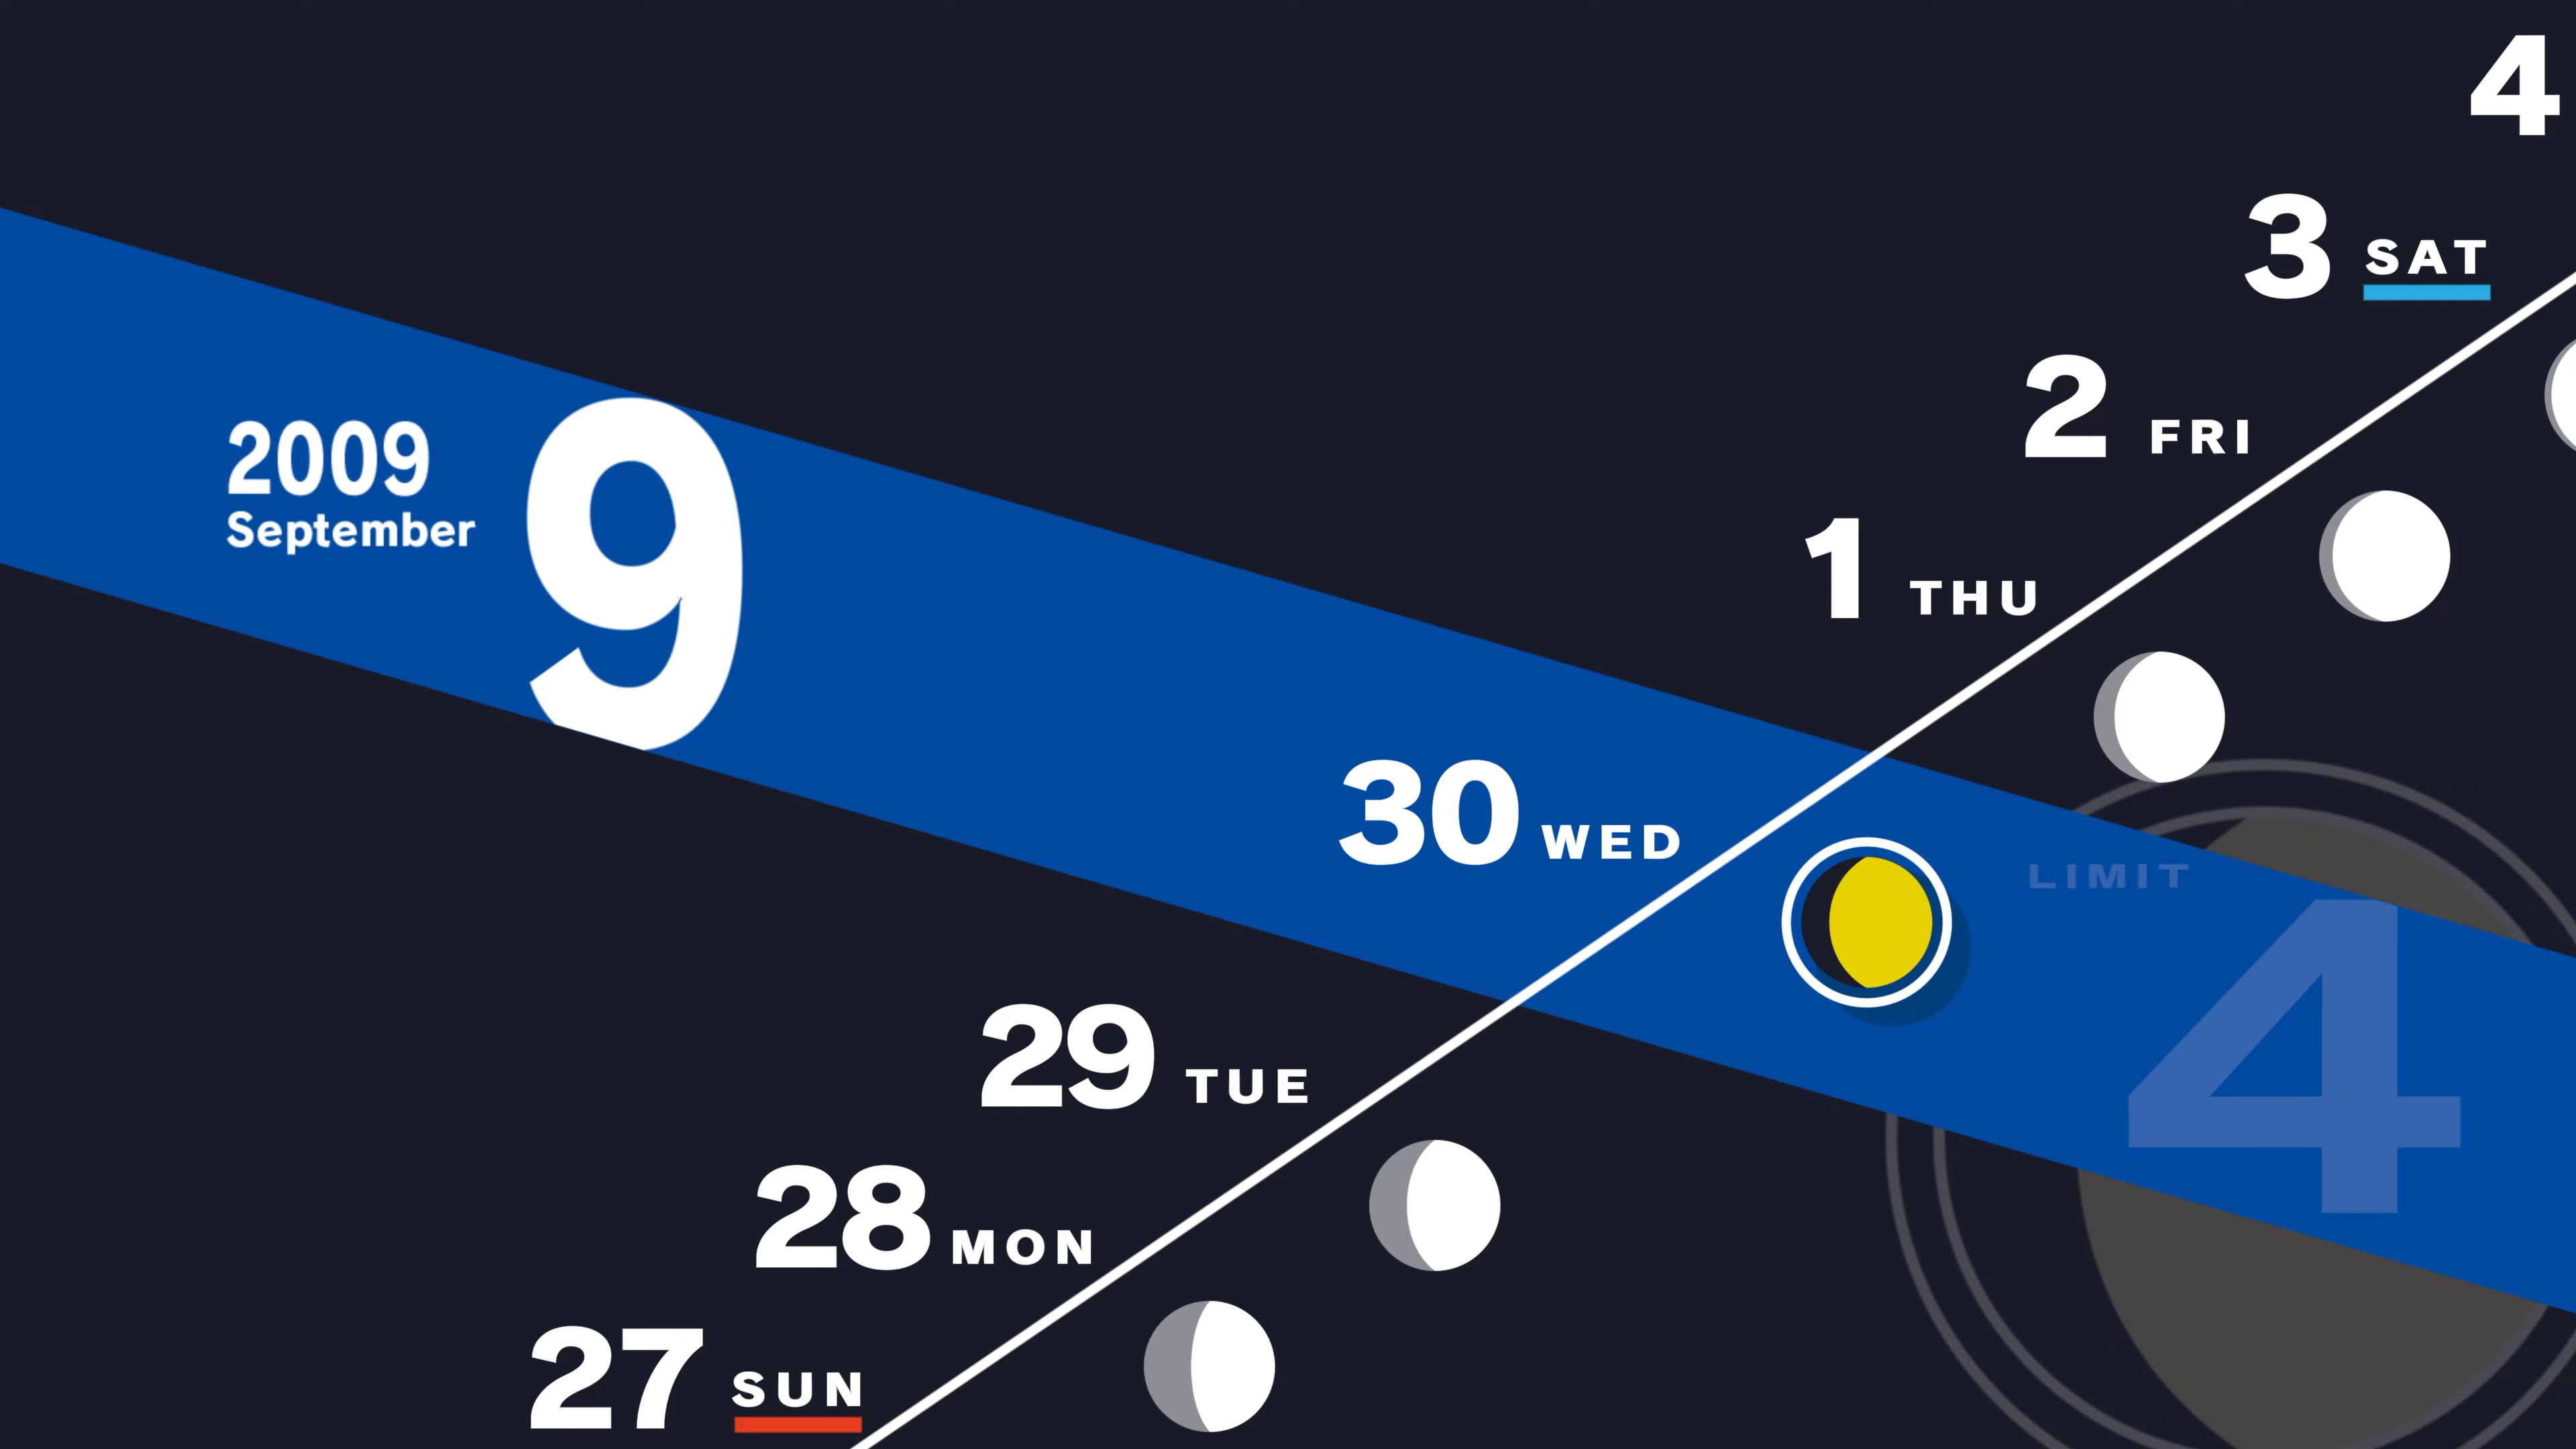 4
3 SAT
2 FRI
1 THU
2009
September
9
30 WED
LIMIT
4
29 TUE
28 MON
27 SUN